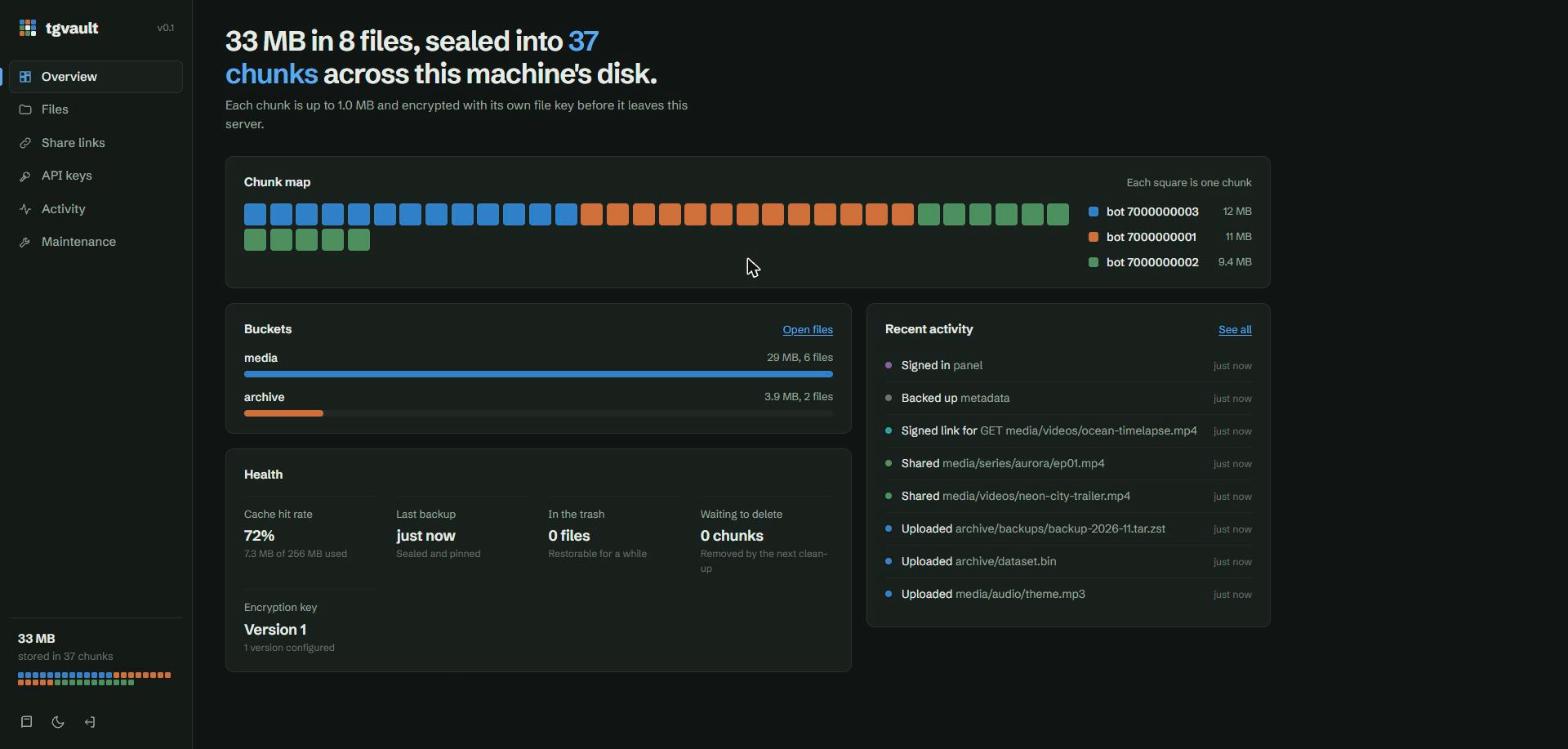 tgvault
v0.1
Overview
Files
Share links
API keys
Activity
Maintenance
33 MB
stored in 37 chunks
33 MB in 8 files, sealed into 37
chunks across this machine's disk.
Each chunk is up to 1.0 MB and encrypted with its own file key before it leaves this
server.
Chunk map
Each square is one chunk
bot 7000000003 12 MB
bot 7000000001 11 MB
bot 7000000002 9.4 MB
Buckets
Open files
media 29 MB, 6 files
archive 3.9 MB, 2 files
Health
Cache hit rate
72%
7.3 MB of 256 MB used
Last backup
just now
Sealed and pinned
In the trash
0 files
Restorable for a while
Waiting to delete
0 chunks
Removed by the next clean-
up
Encryption key
Version 1
1 version configured
Recent activity
See all
Signed in panel just now
Backed up metadata just now
Signed link for GET media/videos/ocean-timelapse.mp4 just now
Shared media/series/aurora/ep01.mp4 just now
Shared media/videos/neon-city-trailer.mp4 just now
Uploaded archive/backups/backup-2026-11.tar.zst just now
Uploaded archive/dataset.bin just now
Uploaded media/audio/theme.mp3 just now